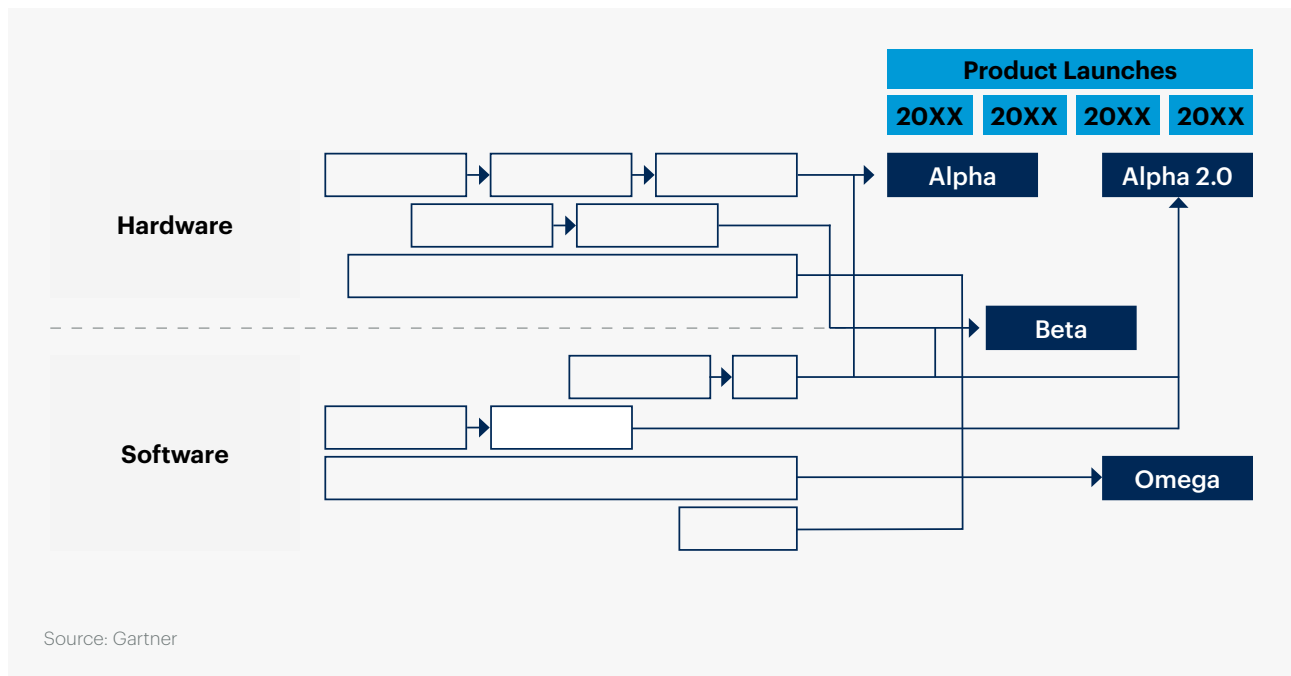 Product Launches
20XX 20XX 20XX 20XX
Alpha Alpha 2.0
Hardware
Beta
Software
Omega
Source: Gartner